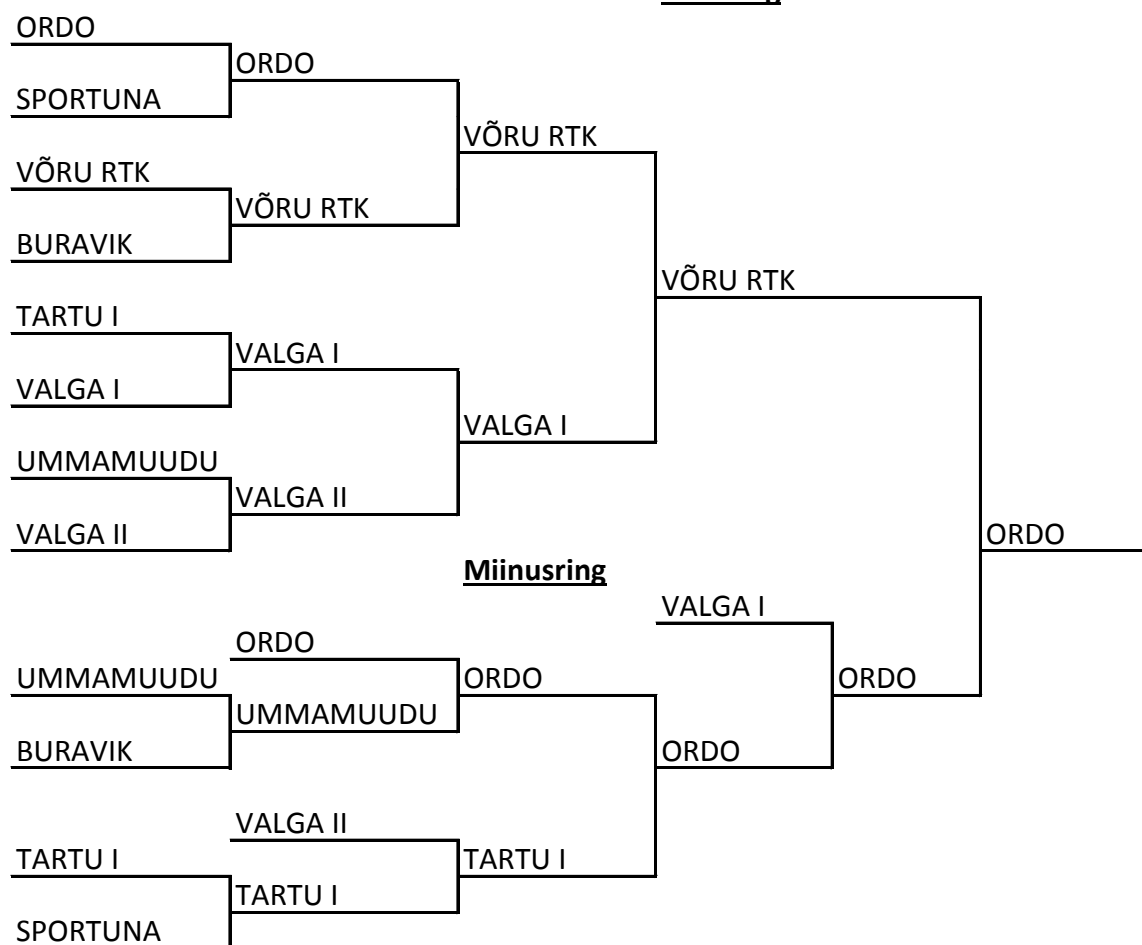 ORDO
ORDO
SPORTUNA
VÕRU RTK
VÕRU RTK
VÕRU RTK
BURAVIK
VÕRU RTK
TARTU I
VALGA I
VALGA I
VALGA I
UMMAMUUDU
VALGA II
VALGA II
ORDO
Miinusring
VALGA I
ORDO
UMMAMUUDU
ORDO
ORDO
UMMAMUUDU
BURAVIK
ORDO
VALGA II
TARTU I
TARTU I
TARTU I
SPORTUNA